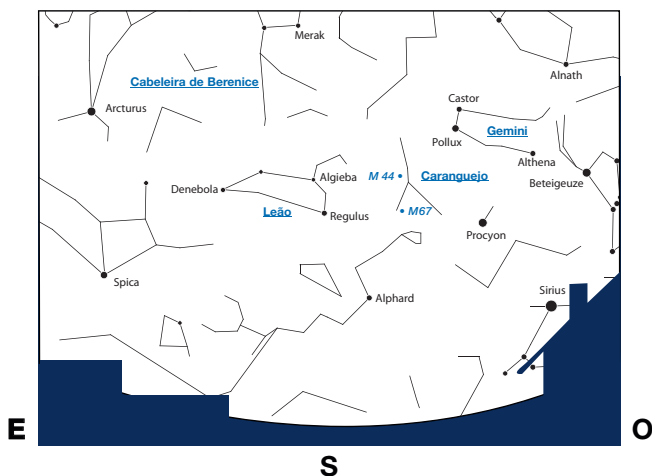 Merak
Alnath
Cabeleira de Berenice
Castor
Arcturus
Gemini
Pollux
Althena
M 44
Caranguejo
Algieba
Beteigeuze
Denebola
Leão
Regulus
M67
Procyon
Spica
Sirius
Alphard
E
O
S